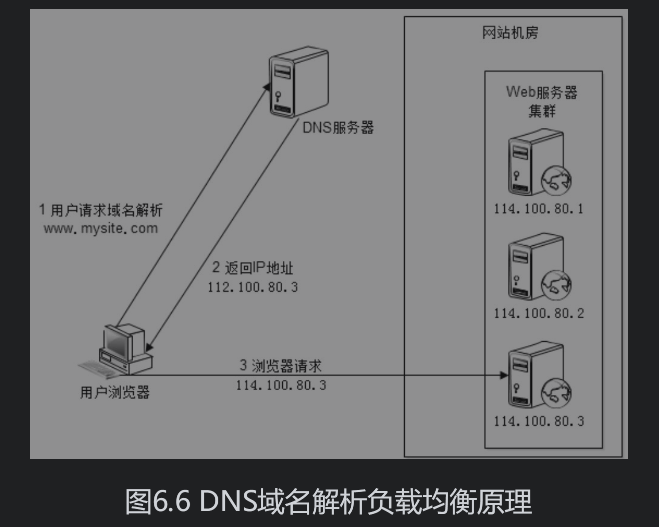 网站机房
Web服务器
集群
DNS服务器
114.100.80.1
1 用户请求域名解析
www.mysite.com
2 返回IP地址
112.100.80.3
114.100.80.2
3 浏览器请求
114.100.80.3
用户浏览器
114.100.80.3
图6.6 DNS域名解析负载均衡原理